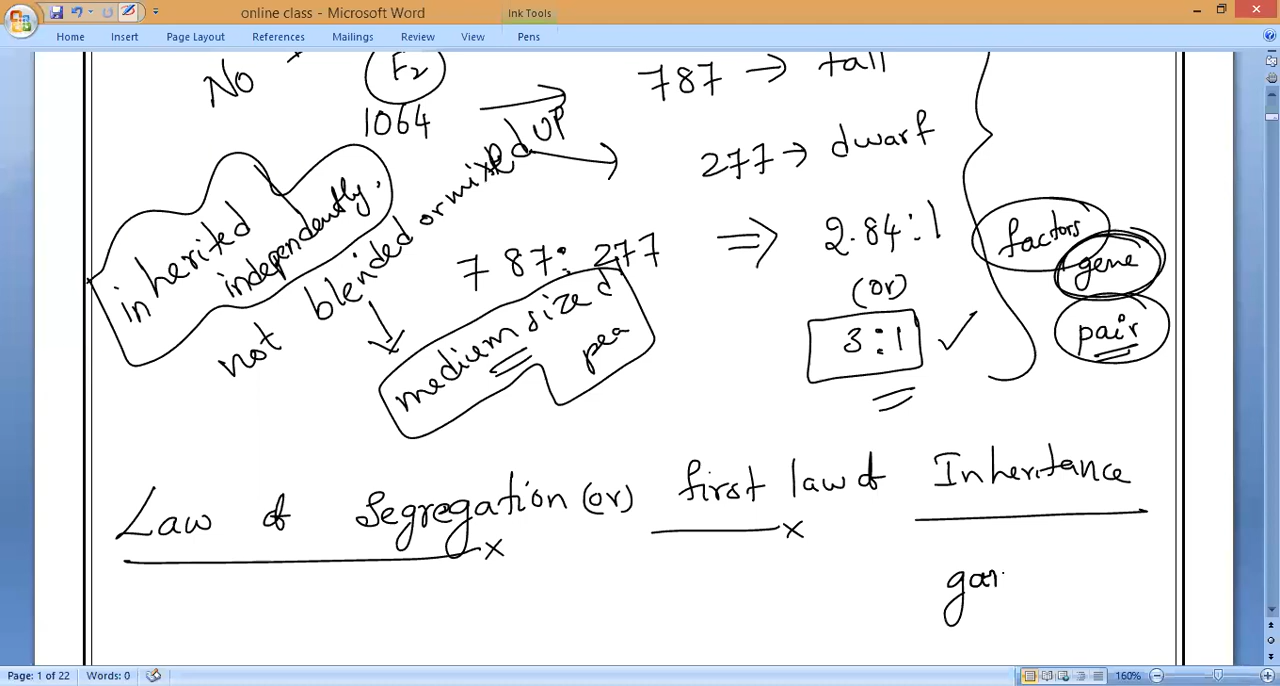 online class - Microsoft Word
Ink Tools
Home Insert Page Layout References Mailings Review View Pens
No
F2
1064
787 → tall
277 → dwarf
inherited
independently.
not blended or mixed UP
787:277 ⇒ 2.84:1
(or)
3:1 ✓
medium sized
pea
factors
gene
pair
Law of Segregation (or) first law of Inheritance
Page: 1 of 22 Words: 0
160%